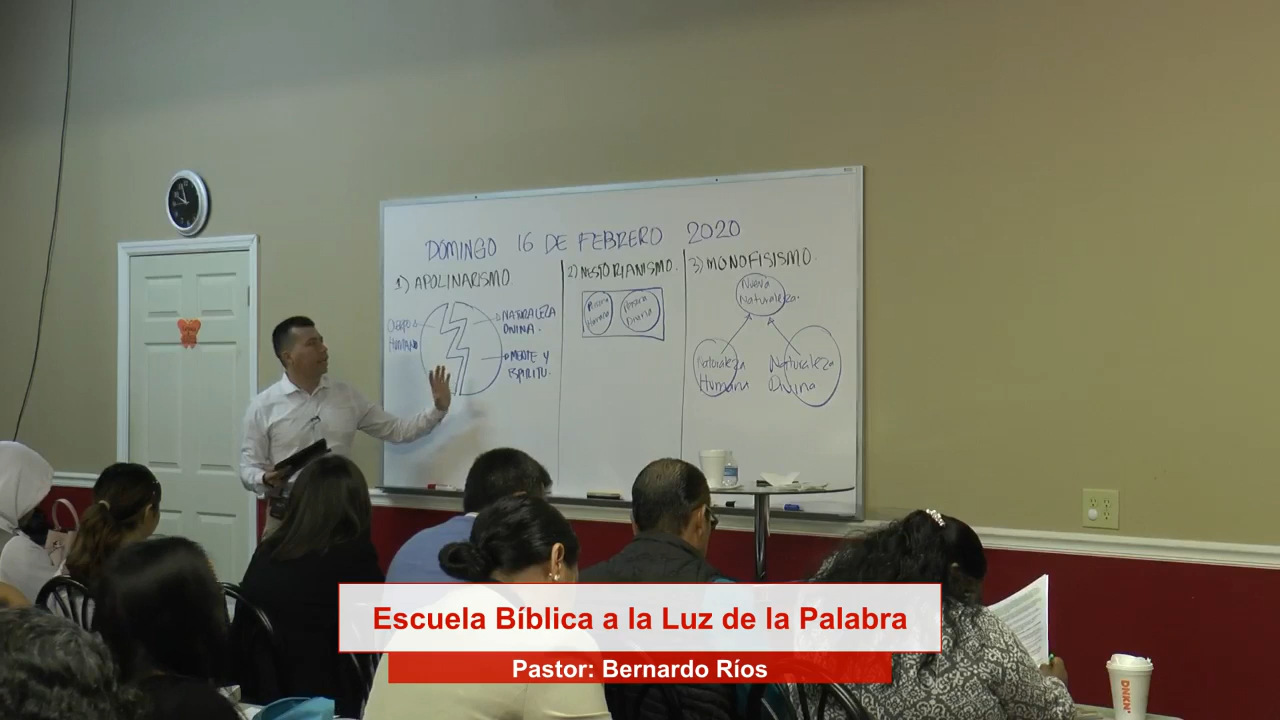 DOMINGO 16 DE FEBRERO 2020
1) APOLINARISMO
CUERPO
HUMANO
NATURALEZA
DIVINA.
MENTE Y
ESPIRITU.
2) NESTORIANISMO.
Persona
Humana
Persona
Divina
3) MONOFISISMO.
Nueva
Naturaleza.
Naturaleza
Humana
Naturaleza
Divina
Escuela Bíblica a la Luz de la Palabra
Pastor: Bernardo Ríos
DNKN'